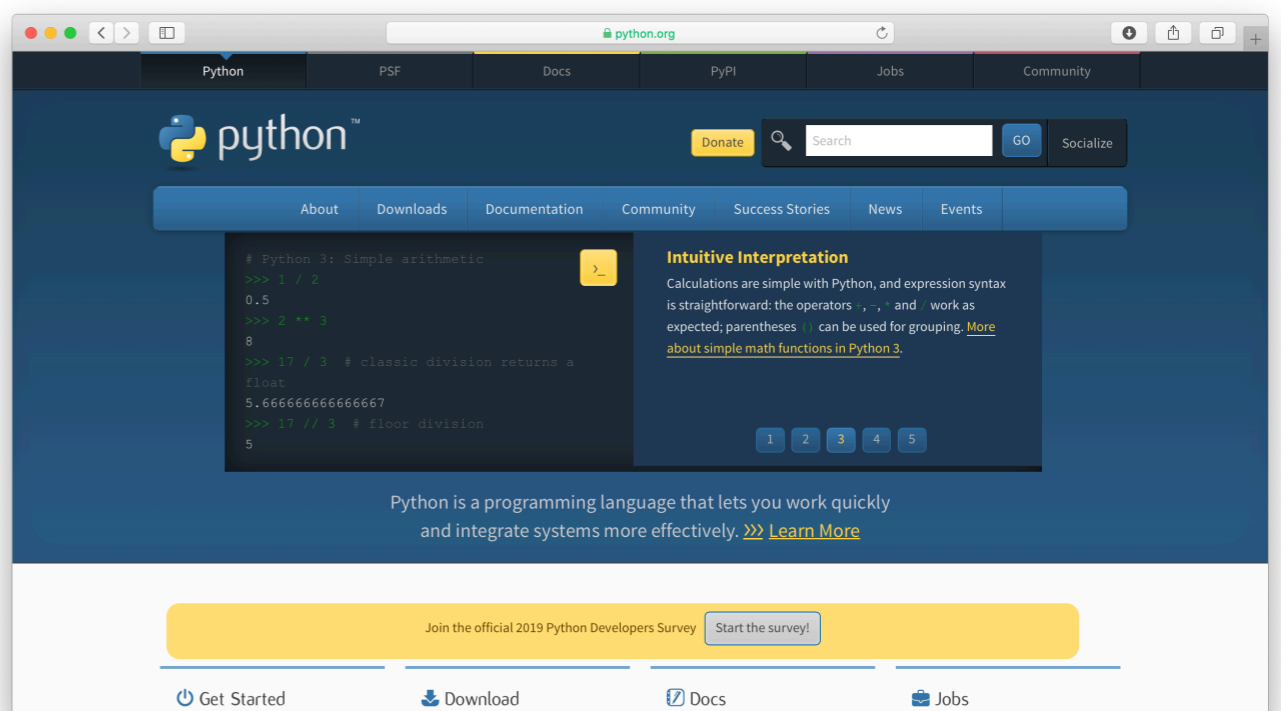 python.org
Python PSF Docs PyPI Jobs Community
python™
Donate Search GO Socialize
About Downloads Documentation Community Success Stories News Events
# Python 3: Simple arithmetic
>>> 1 / 2
0.5
>>> 2 ** 3
8
>>> 17 / 3  # classic division returns a
float
5.666666666666667
>>> 17 // 3  # floor division
5
>_
Intuitive Interpretation
Calculations are simple with Python, and expression syntax
is straightforward: the operators +, -, * and / work as
expected; parentheses () can be used for grouping. More
about simple math functions in Python 3.
1 2 3 4 5
Python is a programming language that lets you work quickly
and integrate systems more effectively. >>> Learn More
Join the official 2019 Python Developers Survey Start the survey!
Get Started Download Docs Jobs